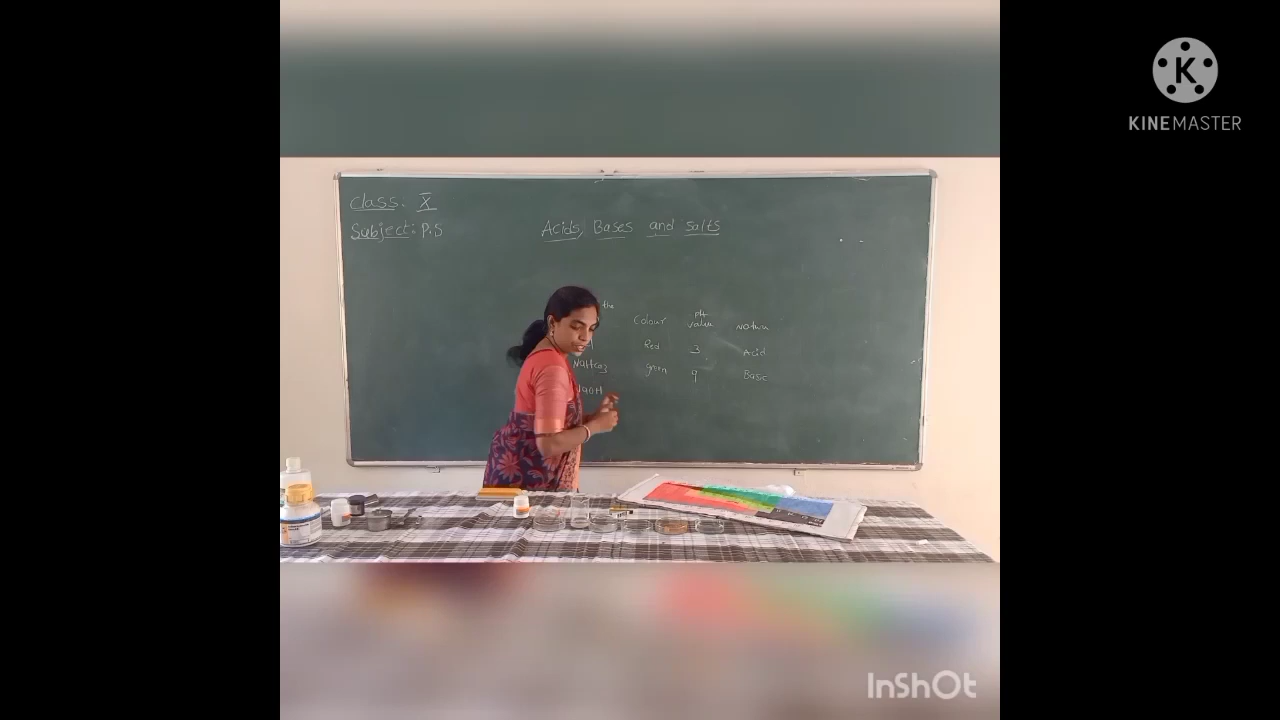 KINEMASTER
Class: X
Subject: P.S
Acids, Bases and Salts
the
Colour pH value Nature
Red 3 Acid
NaHCO3 green 9 Basic
NaOH
InShOt